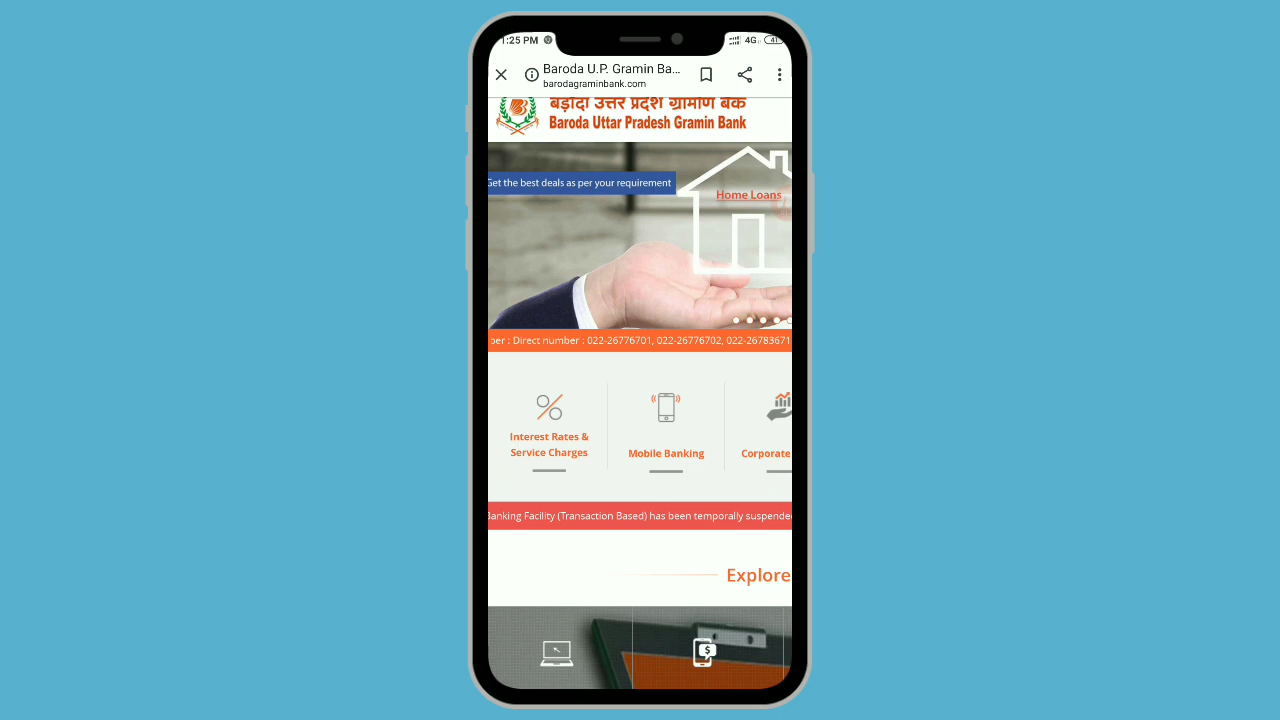 1:25 PM
4G
41
Baroda U.P. Gramin Ba...
barodagraminbank.com
बड़ौदा उत्तर प्रदेश ग्रामीण बैंक
Baroda Uttar Pradesh Gramin Bank
Get the best deals as per your requirement
Home Loans
ber : Direct number : 022-26776701, 022-26776702, 022-26783671
Interest Rates &
Service Charges
Mobile Banking
Corporate
Banking Facility (Transaction Based) has been temporally suspended
Explore